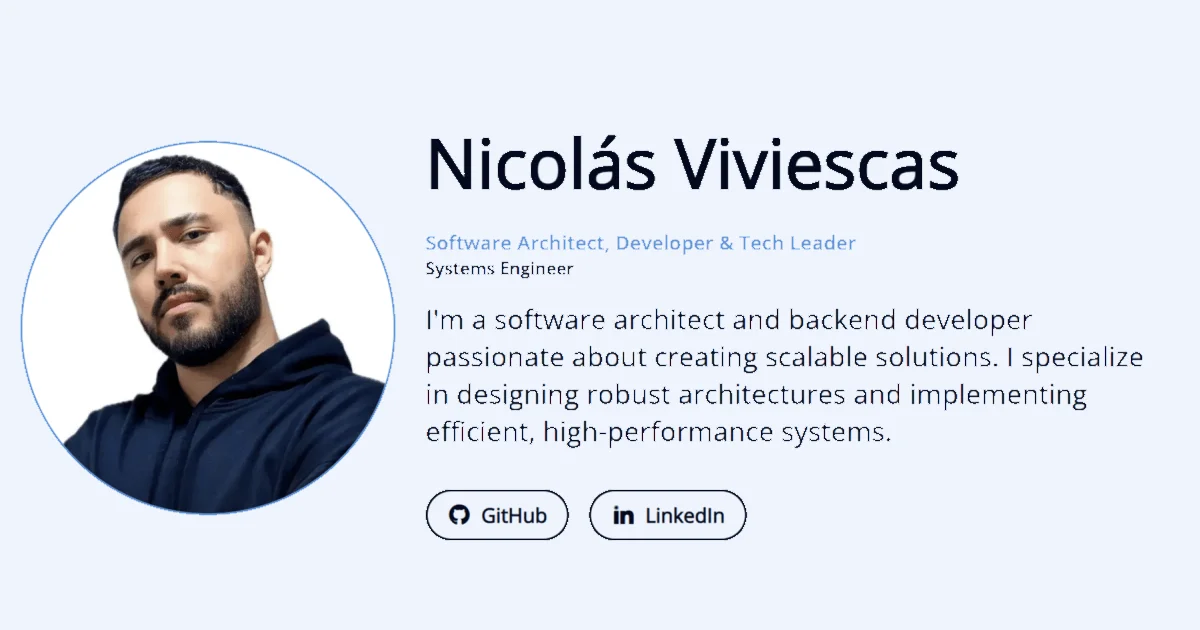 Nicolás Viviescas
Software Architect, Developer & Tech Leader
Systems Engineer
I'm a software architect and backend developer
passionate about creating scalable solutions. I specialize
in designing robust architectures and implementing
efficient, high-performance systems.
GitHub
LinkedIn